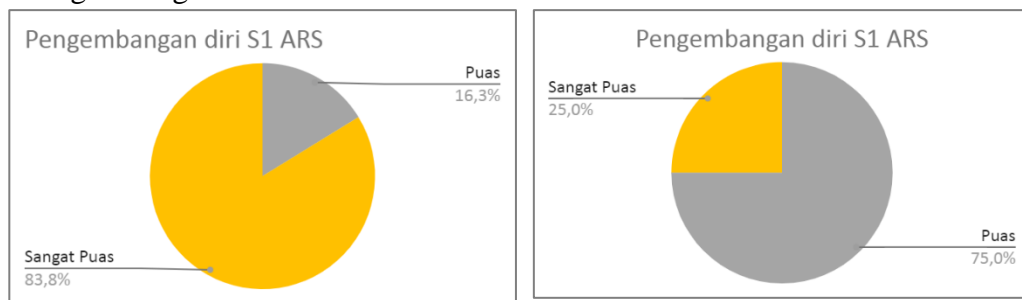 Pengembangan diri S1 ARS
Puas
16,3%
Sangat Puas
83,8%
Pengembangan diri S1 ARS
Sangat Puas
25,0%
Puas
75,0%